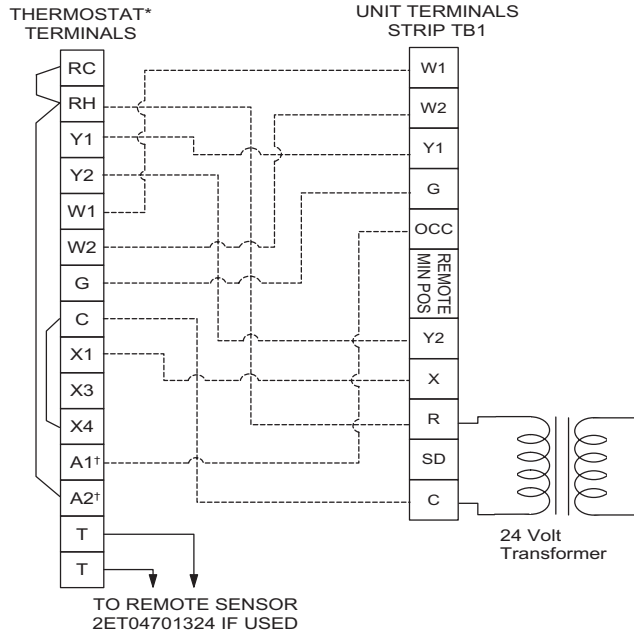 THERMOSTAT*
TERMINALS
RC
RH
Y1
Y2
W1
W2
G
C
X1
X3
X4
A1†
A2†
T
T
TO REMOTE SENSOR
2ET04701324 IF USED
UNIT TERMINALS
STRIP TB1
W1
W2
Y1
G
OCC
REMOTE
MIN POS
Y2
X
R
SD
C
24 Volt
Transformer